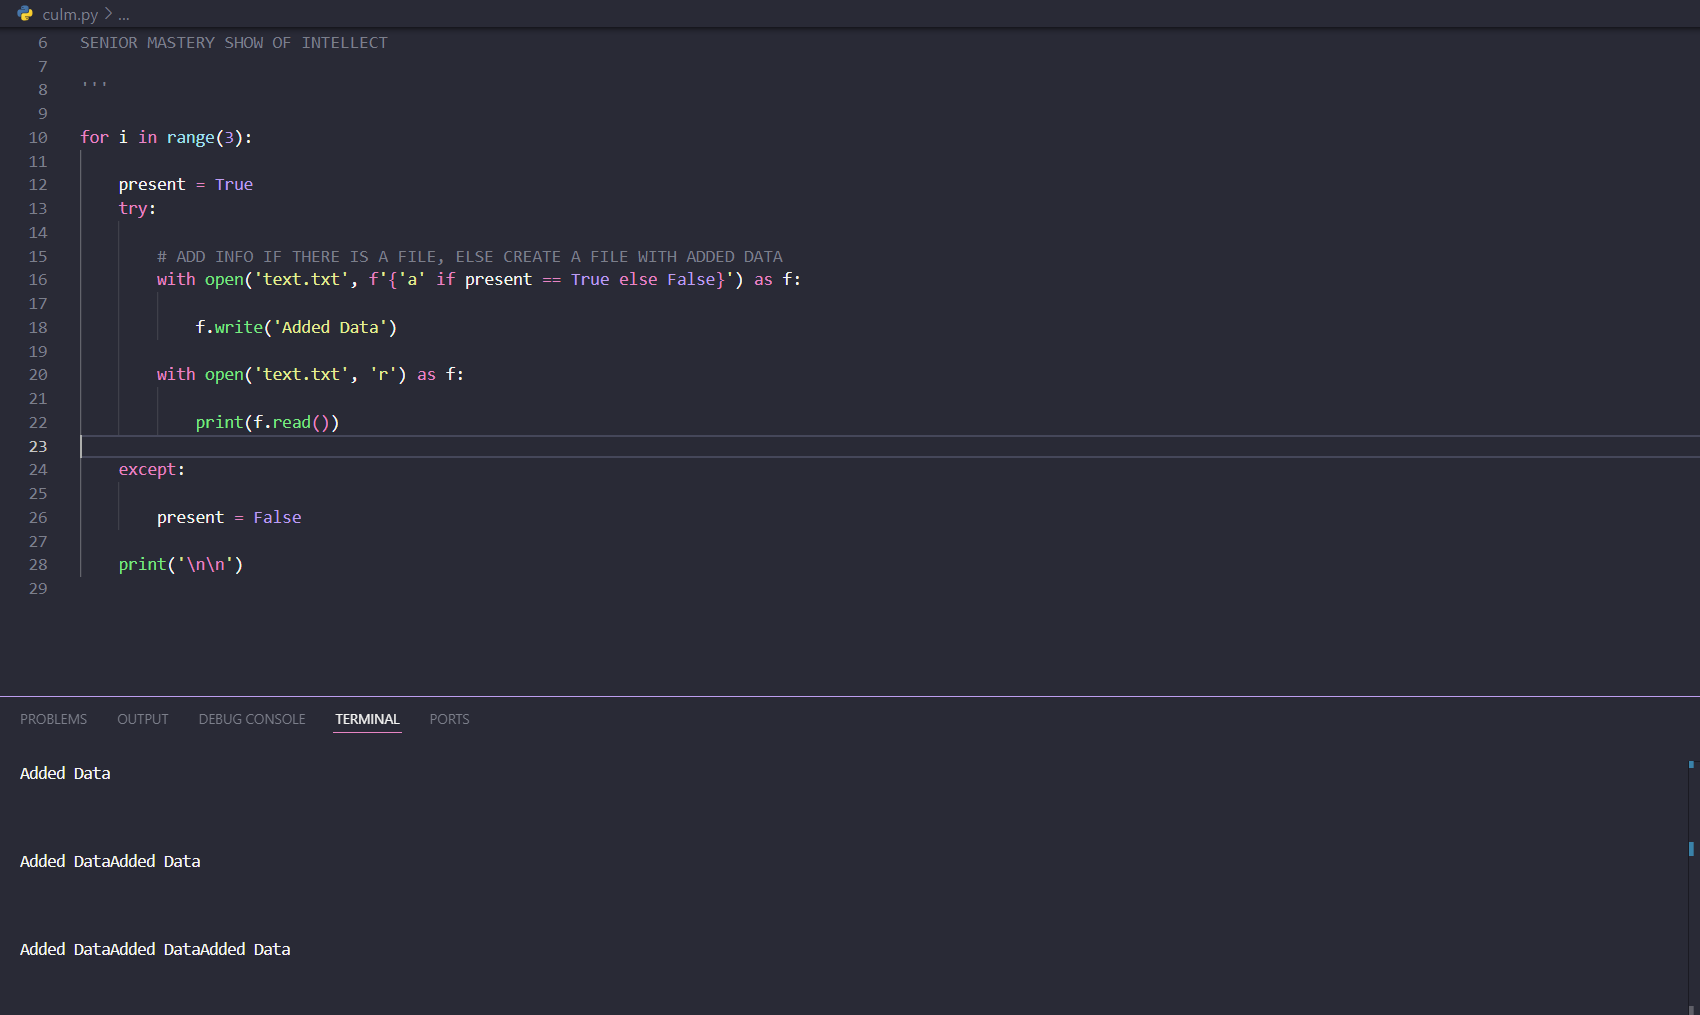 culm.py > ...
6 SENIOR MASTERY SHOW OF INTELLECT
7
8 '''
9
10 for i in range(3):
11
12     present = True
13     try:
14
15         # ADD INFO IF THERE IS A FILE, ELSE CREATE A FILE WITH ADDED DATA
16         with open('text.txt', f'{'a' if present == True else False}') as f:
17
18             f.write('Added Data')
19
20         with open('text.txt', 'r') as f:
21
22             print(f.read())
23
24     except:
25
26         present = False
27
28     print('\n\n')
29
PROBLEMS OUTPUT DEBUG CONSOLE TERMINAL PORTS
Added Data
Added DataAdded Data
Added DataAdded DataAdded Data